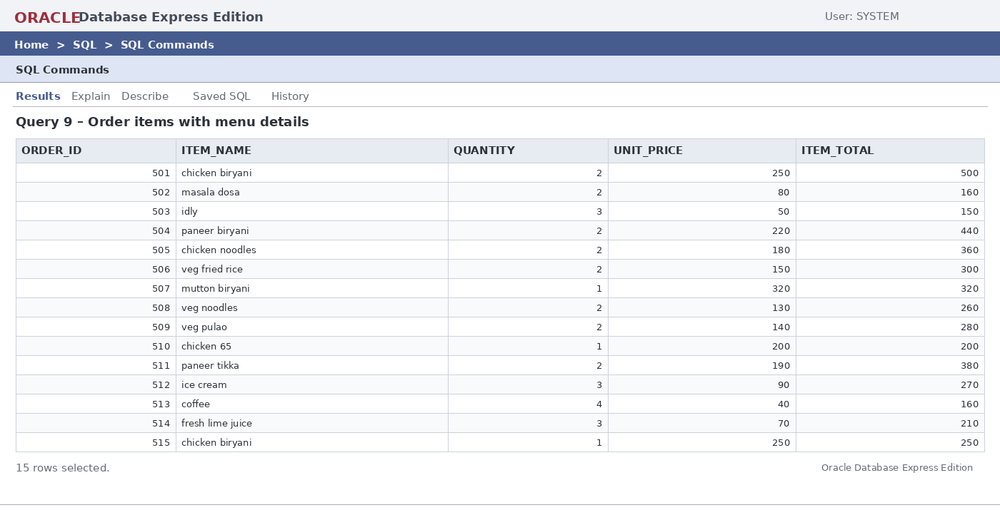 ORACLE Database Express Edition User: SYSTEM
Home > SQL > SQL Commands
SQL Commands
Results Explain Describe Saved SQL History
Query 9 – Order items with menu details
ORDER_ID ITEM_NAME QUANTITY UNIT_PRICE ITEM_TOTAL
501 chicken biryani 2 250 500
502 masala dosa 2 80 160
503 idly 3 50 150
504 paneer biryani 2 220 440
505 chicken noodles 2 180 360
506 veg fried rice 2 150 300
507 mutton biryani 1 320 320
508 veg noodles 2 130 260
509 veg pulao 2 140 280
510 chicken 65 1 200 200
511 paneer tikka 2 190 380
512 ice cream 3 90 270
513 coffee 4 40 160
514 fresh lime juice 3 70 210
515 chicken biryani 1 250 250
15 rows selected. Oracle Database Express Edition